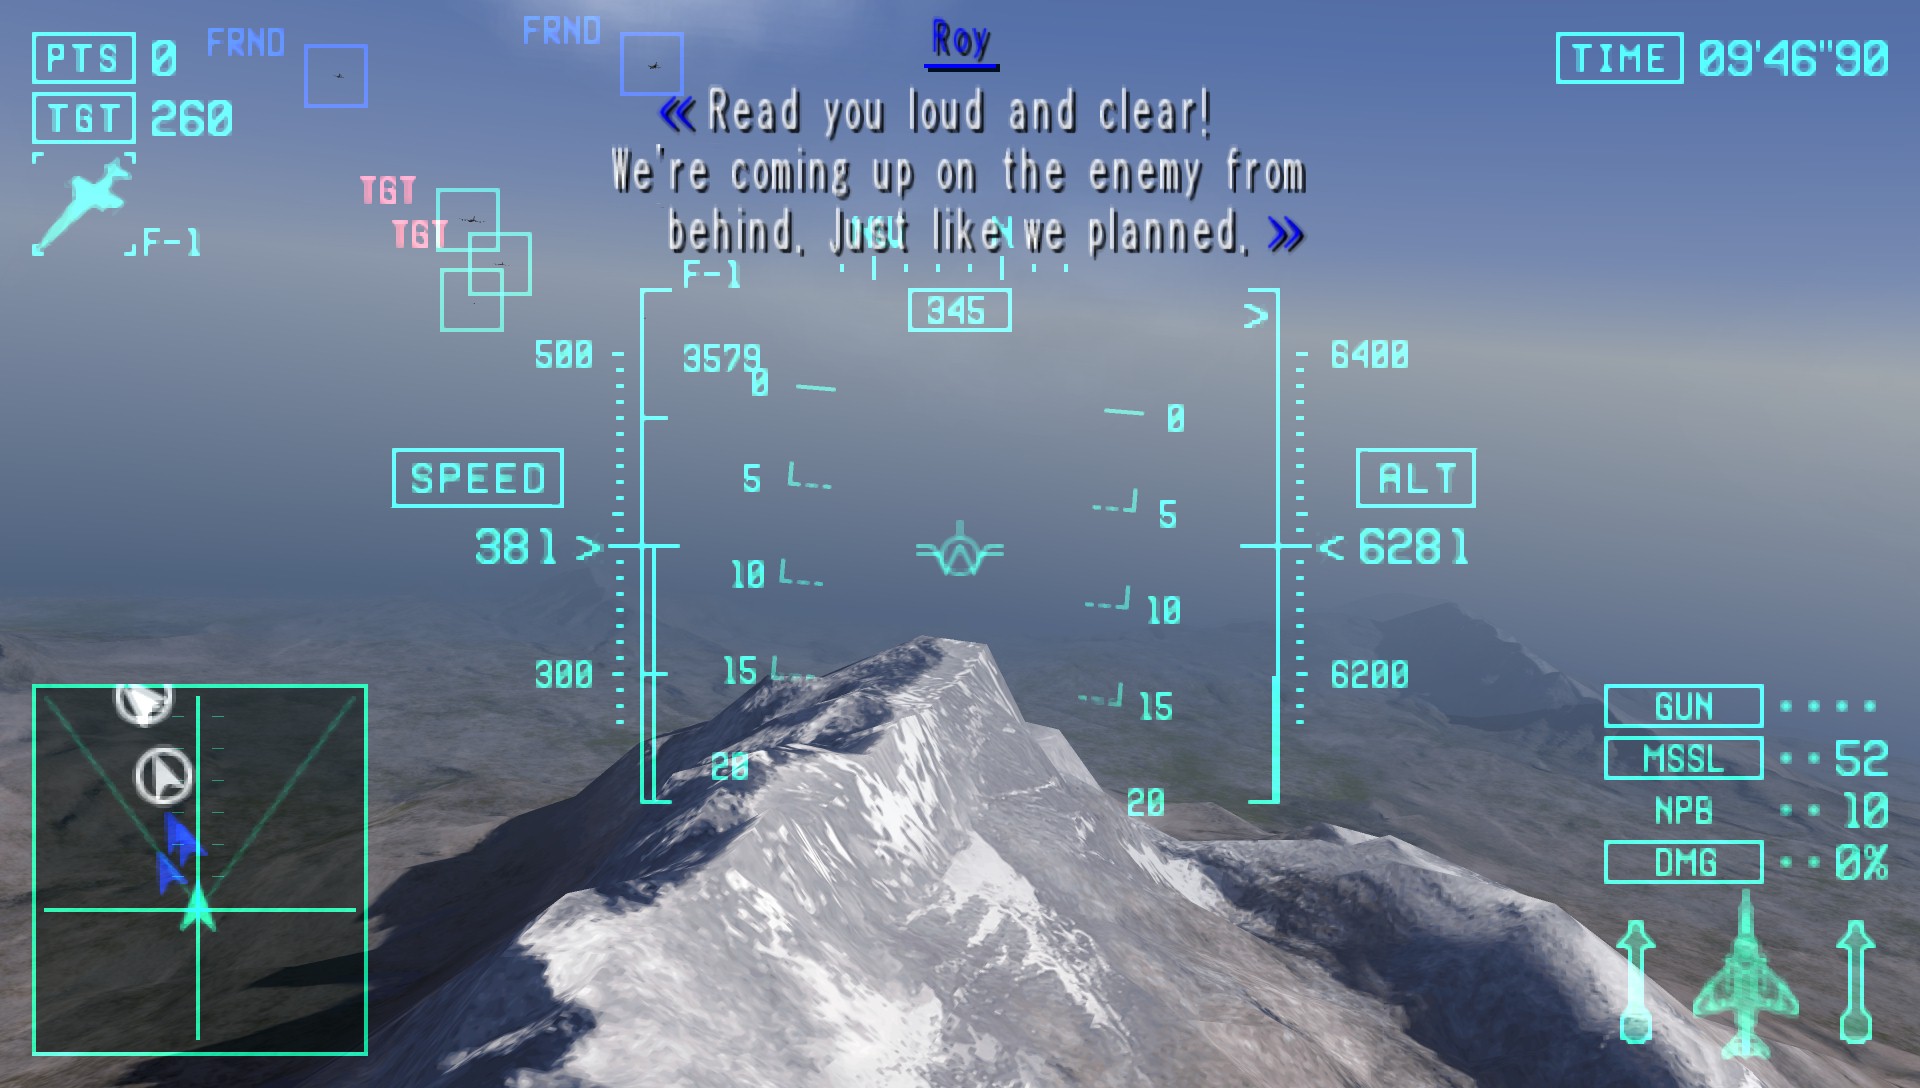 PTS 0
TGT 260
FRND
FRND
Roy
TIME 09'46"90
« Read you loud and clear!
We're coming up on the enemy from
behind. Just like we planned. »
TGT
TGT
F-1
N
F-1
345
>
500
3579
6400
0
0
SPEED
5
5
ALT
381 >
< 6281
10
10
300
15
15
6200
20
20
GUN
MSSL 52
NPB 10
DMG 0%